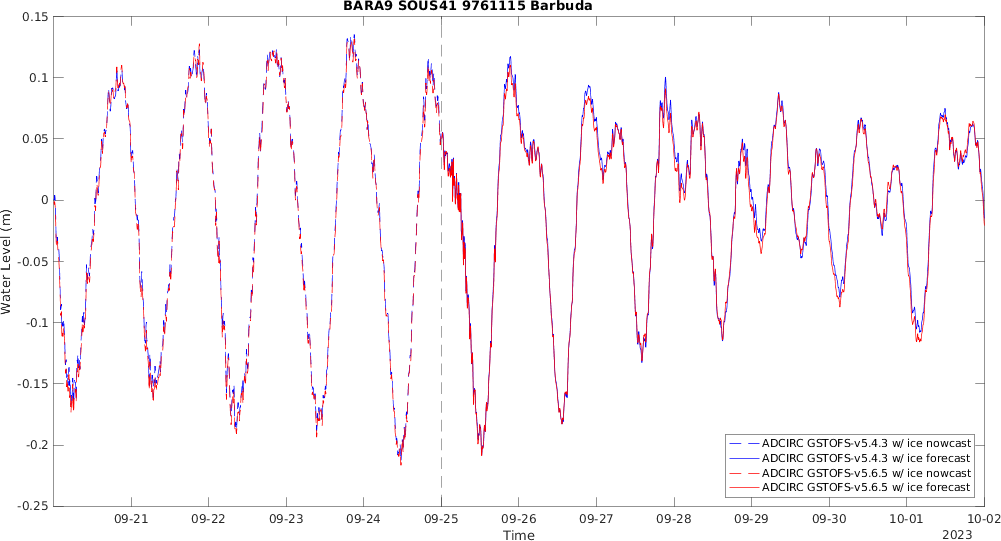 BARA9 SOUS41 9761115 Barbuda
0.15
0.1
0.05
0
-0.05
-0.1
-0.15
-0.2
-0.25
Water Level (m)
ADCIRC GSTOFS-v5.4.3 w/ ice nowcast
ADCIRC GSTOFS-v5.4.3 w/ ice forecast
ADCIRC GSTOFS-v5.6.5 w/ ice nowcast
ADCIRC GSTOFS-v5.6.5 w/ ice forecast
09-21 09-22 09-23 09-24 09-25 09-26 09-27 09-28 09-29 09-30 10-01 10-02
Time
2023